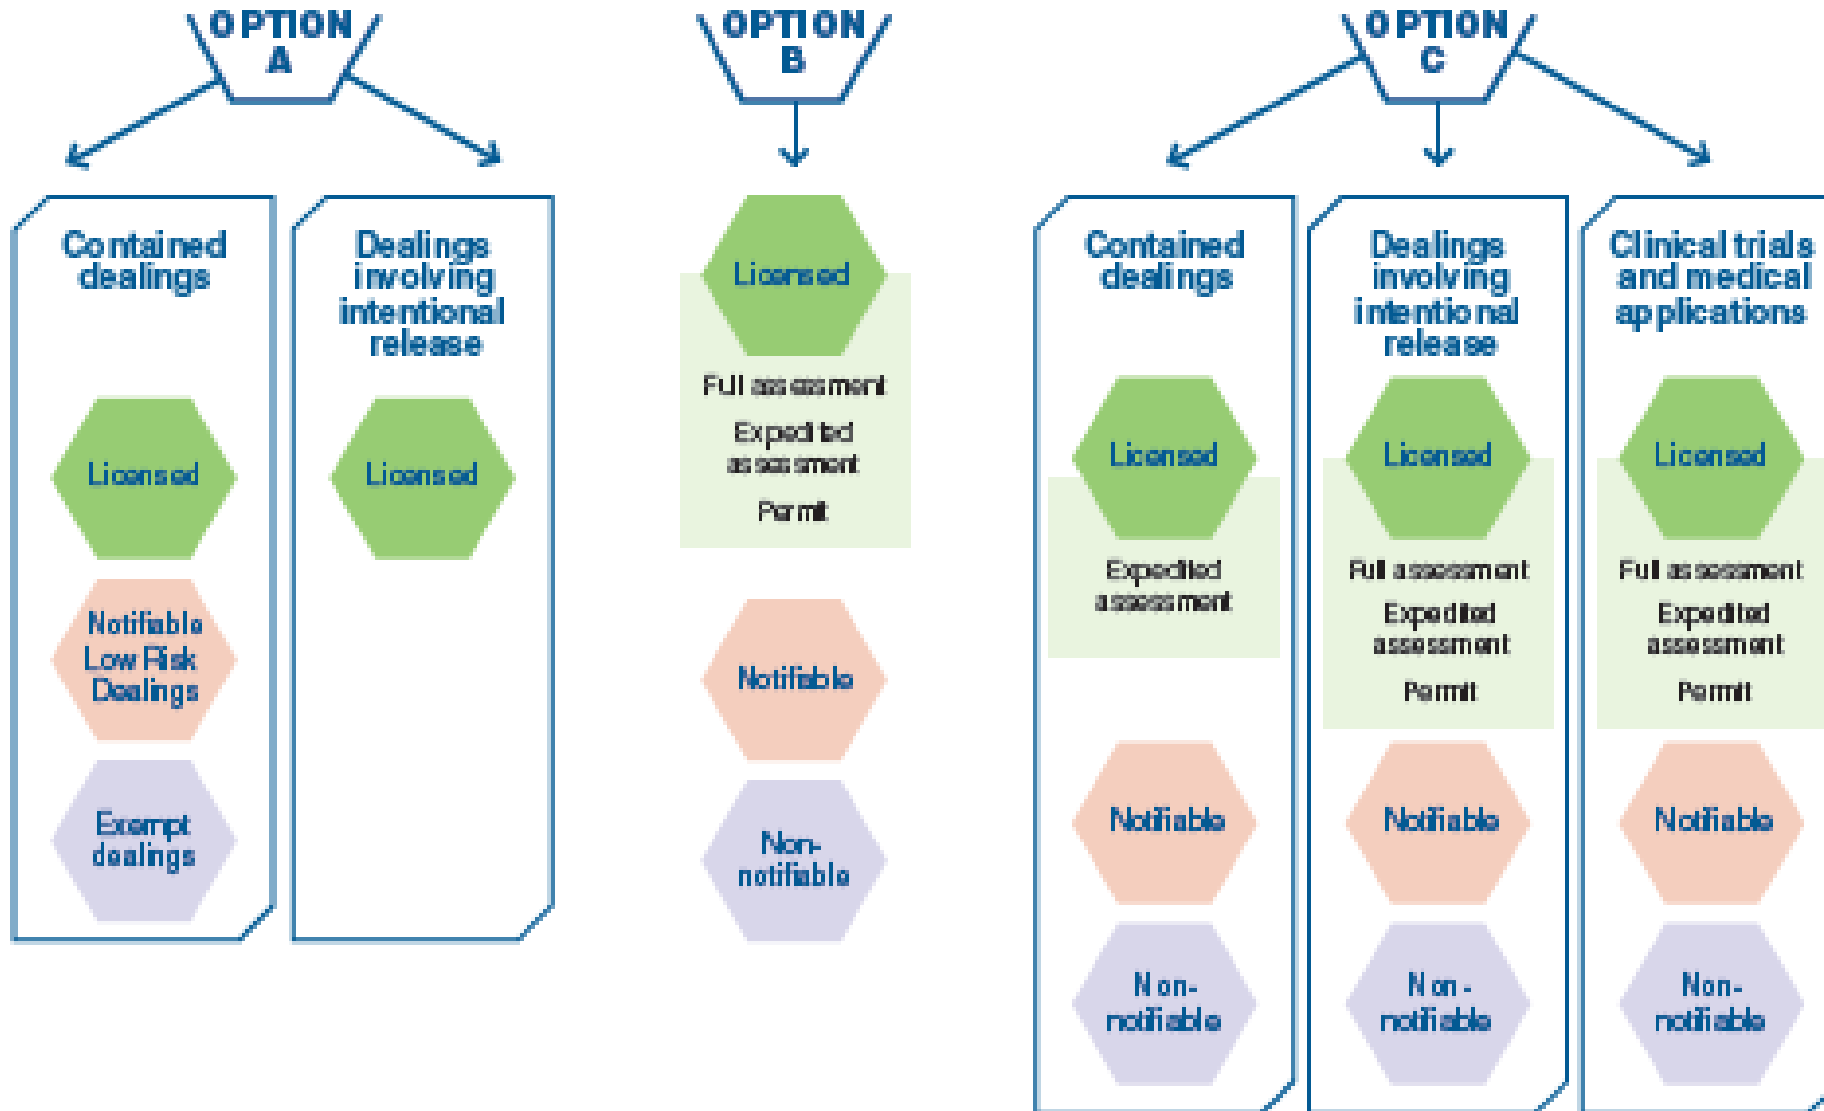 OPTION
A
OPTION
B
OPTION
C
Contained
dealings
Licensed
Notifiable
Low Risk
Dealings
Exempt
dealings
Dealings
involving
intentional
release
Licensed
Licensed
Full assessment
Expedited
assessment
Permit
Notifiable
Non-
notifiable
Contained
dealings
Licensed
Expedited
assessment
Notifiable
Non-
notifiable
Dealings
involving
intentional
release
Licensed
Full assessment
Expedited
assessment
Permit
Notifiable
Non-
notifiable
Clinical trials
and medical
applications
Licensed
Full assessment
Expedited
assessment
Permit
Notifiable
Non-
notifiable